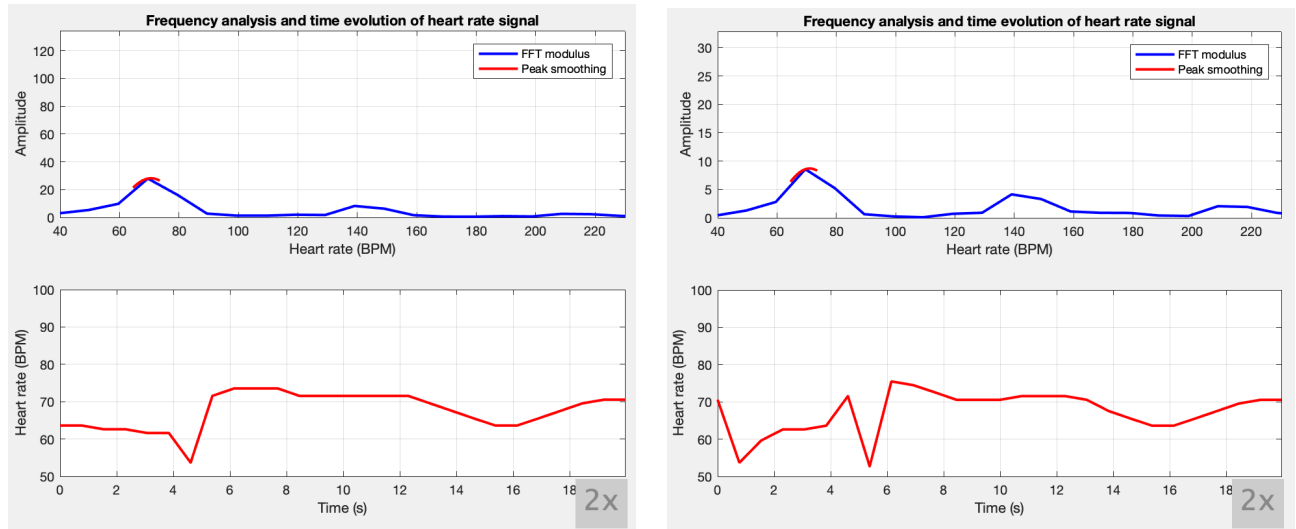 Frequency analysis and time evolution of heart rate signal
Amplitude
120
100
80
60
40
20
0
FFT modulus
Peak smoothing
40 60 80 100 120 140 160 180 200 220
Heart rate (BPM)
Heart rate (BPM)
100
90
80
70
60
50
0 2 4 6 8 10 12 14 16 18
Time (s)
2x
Frequency analysis and time evolution of heart rate signal
Amplitude
30
25
20
15
10
5
0
FFT modulus
Peak smoothing
40 60 80 100 120 140 160 180 200 220
Heart rate (BPM)
Heart rate (BPM)
100
90
80
70
60
50
0 2 4 6 8 10 12 14 16 18
Time (s)
2x